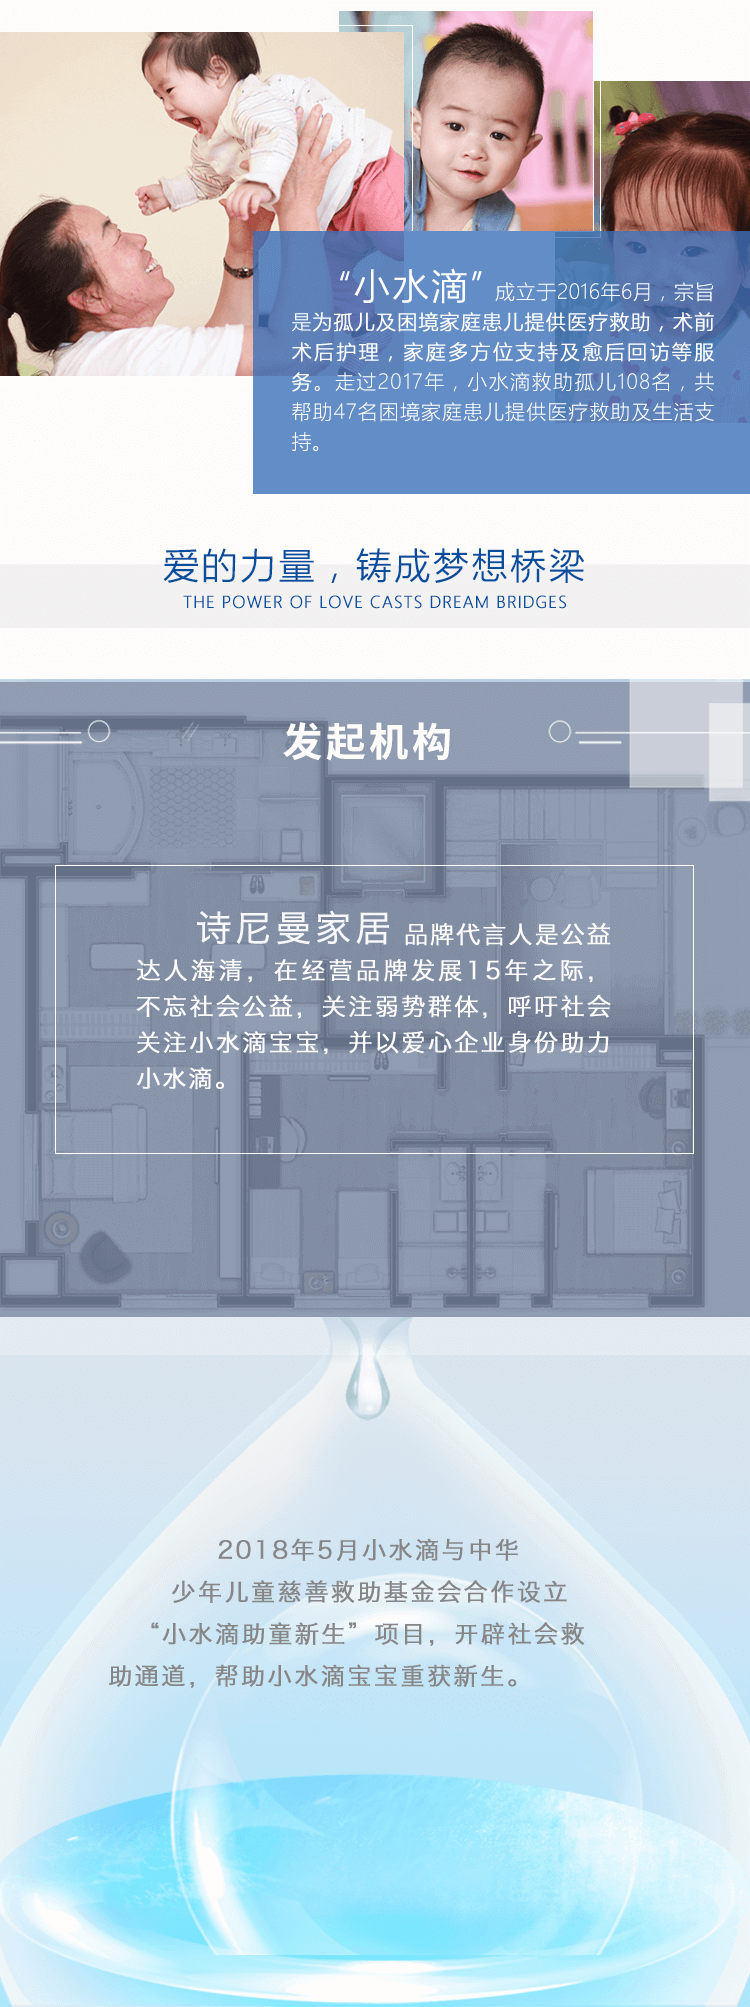 “小水滴”成立于2016年6月，宗旨
是为孤儿及困境家庭患儿提供医疗救助，术前
术后护理，家庭多方位支持及愈后回访等服
务。走过2017年，小水滴救助孤儿108名，共
帮助47名困境家庭患儿提供医疗救助及生活支
持。
爱的力量，铸成梦想桥梁
THE POWER OF LOVE CASTS DREAM BRIDGES
发起机构
诗尼曼家居 品牌代言人是公益
达人海清，在经营品牌发展15年之际，
不忘社会公益，关注弱势群体，呼吁社会
关注小水滴宝宝，并以爱心企业身份助力
小水滴。
2018年5月小水滴与中华
少年儿童慈善救助基金会合作设立
“小水滴助童新生”项目，开辟社会救
助通道，帮助小水滴宝宝重获新生。